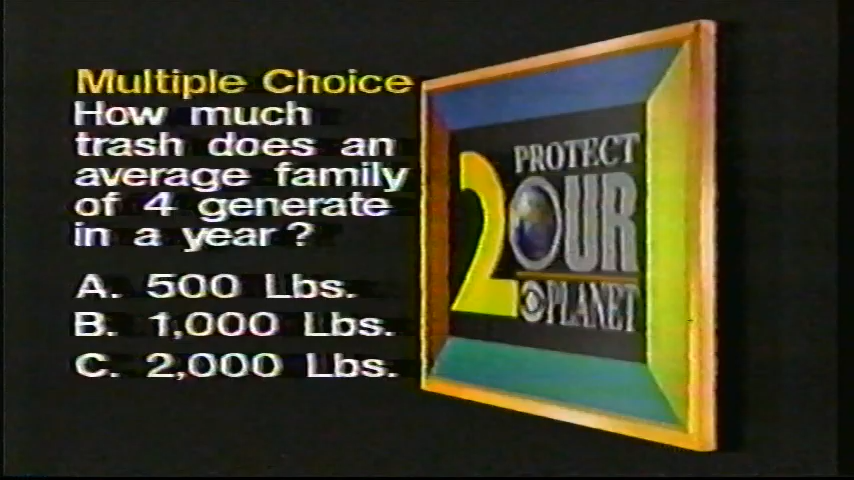 Multiple Choice
How much
trash does an
average family
of 4 generate
in a year?
A. 500 Lbs.
B. 1,000 Lbs.
C. 2,000 Lbs.
2
PROTECT
OUR
PLANET